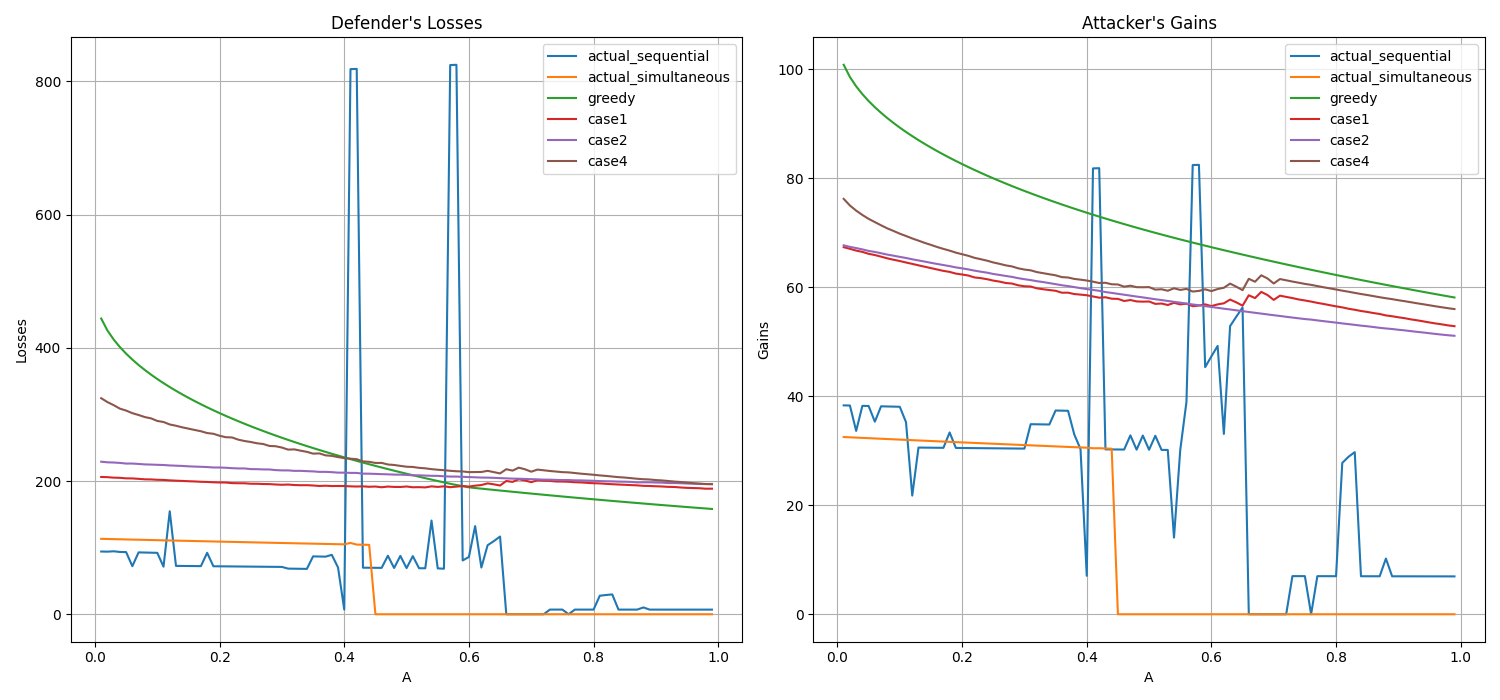 Defender's Losses
Losses
800
600
400
200
0
0.0 0.2 0.4 0.6 0.8 1.0
A
actual_sequential
actual_simultaneous
greedy
case1
case2
case4
Attacker's Gains
Gains
100
80
60
40
20
0
0.0 0.2 0.4 0.6 0.8 1.0
A
actual_sequential
actual_simultaneous
greedy
case1
case2
case4